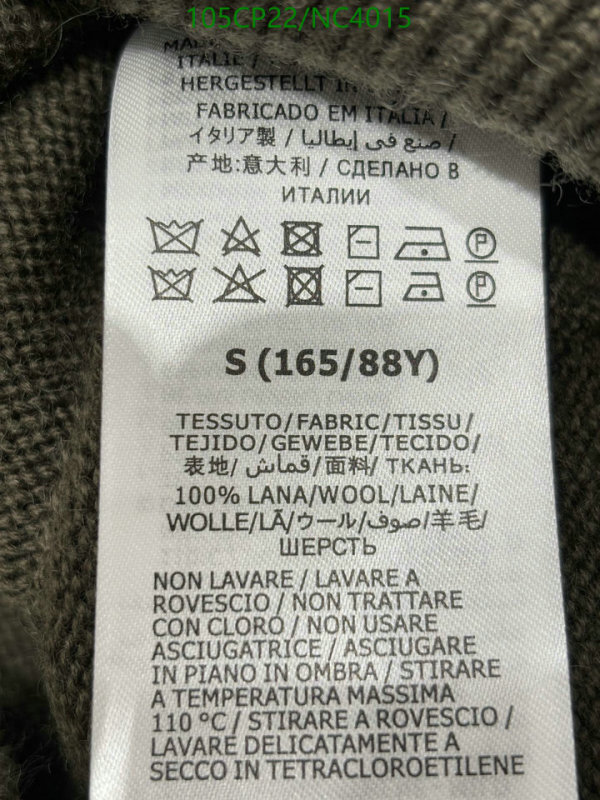 105CP22/NC4015
ITALIE /
HERGESTELLT IN
FABRICADO EM ITALIA /
イタリア製 / صنع في إيطاليا /
产地:意大利 / СДЕЛАНО В
ИТАЛИИ
P
P
S (165/88Y)
TESSUTO/FABRIC/TISSU/
TEJIDO/GEWEBE/TECIDO/
表地/ قماش/面料/ ТКАНЬ:
100% LANA/WOOL/LAINE/
WOLLE/LÃ/ウール/صوف/羊毛/
ШЕРСТЬ
NON LAVARE / LAVARE A
ROVESCIO / NON TRATTARE
CON CLORO / NON USARE
ASCIUGATRICE / ASCIUGARE
IN PIANO IN OMBRA / STIRARE
A TEMPERATURA MASSIMA
110 °C / STIRARE A ROVESCIO /
LAVARE DELICATAMENTE A
SECCO IN TETRACLOROETILENE